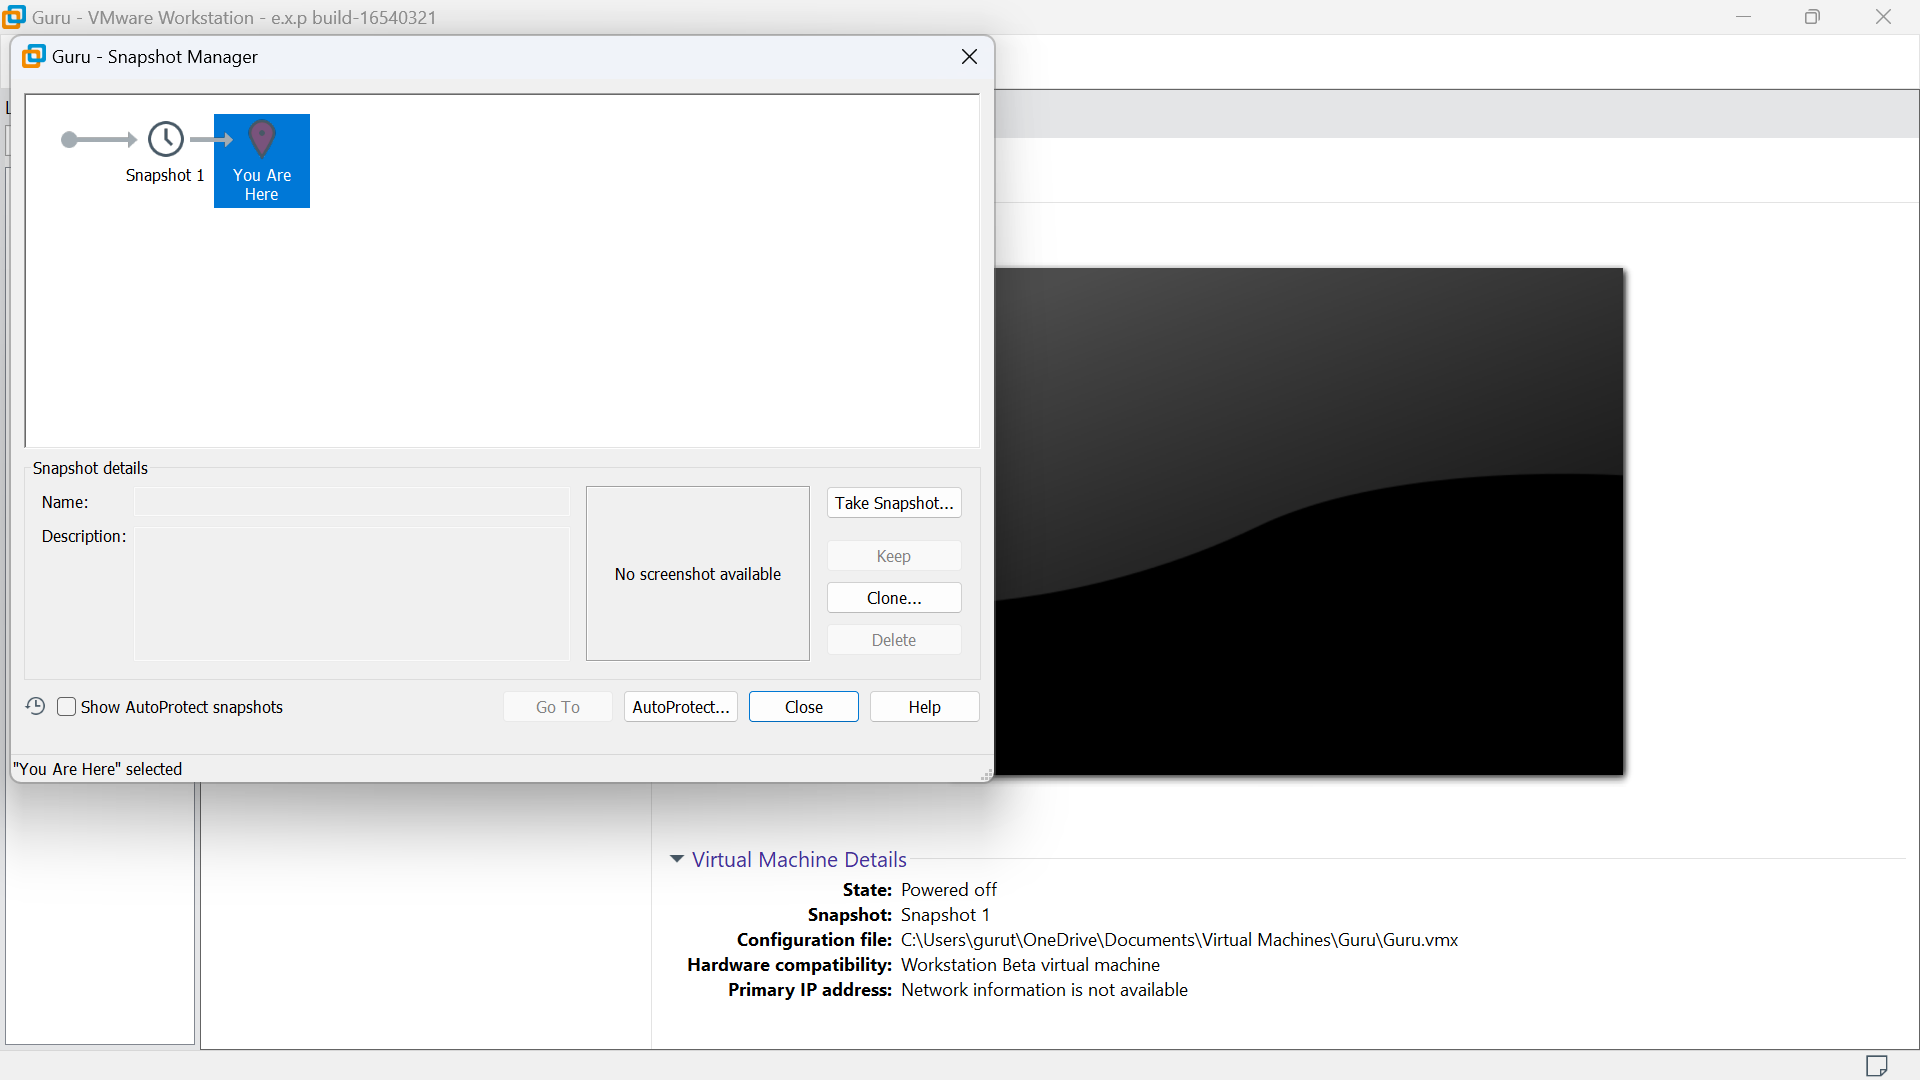 Guru - VMware Workstation - e.x.p build-16540321
Guru - Snapshot Manager
Snapshot 1
You Are
Here
Snapshot details
Name:
Description:
No screenshot available
Take Snapshot...
Keep
Clone...
Delete
Show AutoProtect snapshots
Go To
AutoProtect...
Close
Help
"You Are Here" selected
Virtual Machine Details
State: Powered off
Snapshot: Snapshot 1
Configuration file: C:\Users\gurut\OneDrive\Documents\Virtual Machines\Guru\Guru.vmx
Hardware compatibility: Workstation Beta virtual machine
Primary IP address: Network information is not available